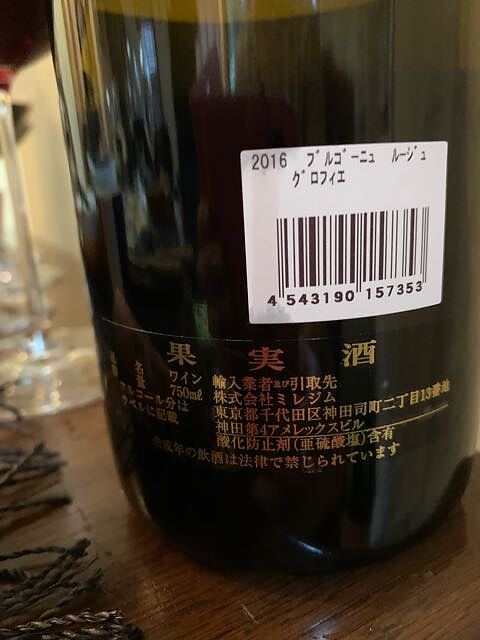 2016 ブルゴーニュ ルージュ
グロフィエ
4 543190 157353
果実酒
品名 ワイン
容量 750ml
アルコール分は
ラベルに記載
輸入業者及び引取先
株式会社ミレジム
東京都千代田区神田司町二丁目13番地
神田第4アメレックスビル
酸化防止剤(亜硫酸塩)含有
未成年の飲酒は法律で禁じられています